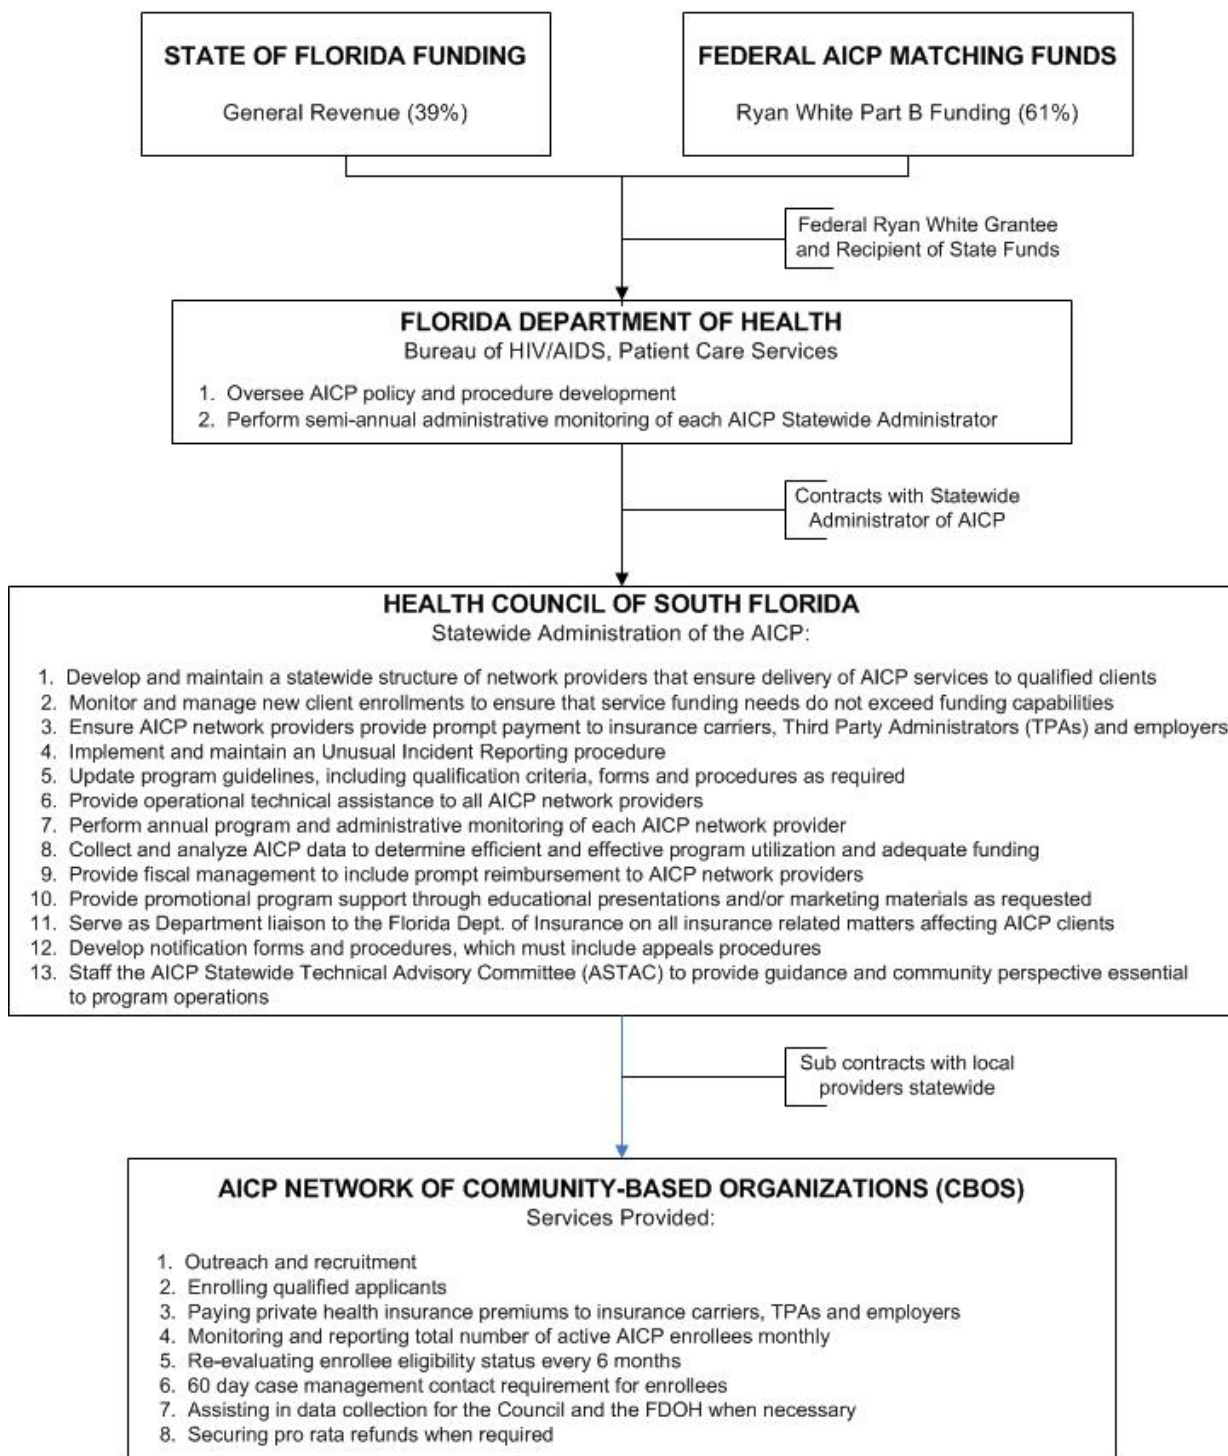 STATE OF FLORIDA FUNDING
General Revenue (39%)
FEDERAL AICP MATCHING FUNDS
Ryan White Part B Funding (61%)
Federal Ryan White Grantee
and Recipient of State Funds
FLORIDA DEPARTMENT OF HEALTH
Bureau of HIV/AIDS, Patient Care Services
1. Oversee AICP policy and procedure development
2. Perform semi-annual administrative monitoring of each AICP Statewide Administrator
Contracts with Statewide
Administrator of AICP
HEALTH COUNCIL OF SOUTH FLORIDA
Statewide Administration of the AICP:
1. Develop and maintain a statewide structure of network providers that ensure delivery of AICP services to qualified clients
2. Monitor and manage new client enrollments to ensure that service funding needs do not exceed funding capabilities
3. Ensure AICP network providers provide prompt payment to insurance carriers, Third Party Administrators (TPAs) and employers
4. Implement and maintain an Unusual Incident Reporting procedure
5. Update program guidelines, including qualification criteria, forms and procedures as required
6. Provide operational technical assistance to all AICP network providers
7. Perform annual program and administrative monitoring of each AICP network provider
8. Collect and analyze AICP data to determine efficient and effective program utilization and adequate funding
9. Provide fiscal management to include prompt reimbursement to AICP network providers
10. Provide promotional program support through educational presentations and/or marketing materials as requested
11. Serve as Department liaison to the Florida Dept. of Insurance on all insurance related matters affecting AICP clients
12. Develop notification forms and procedures, which must include appeals procedures
13. Staff the AICP Statewide Technical Advisory Committee (ASTAC) to provide guidance and community perspective essential
to program operations
Sub contracts with local
providers statewide
AICP NETWORK OF COMMUNITY-BASED ORGANIZATIONS (CBOS)
Services Provided:
1. Outreach and recruitment
2. Enrolling qualified applicants
3. Paying private health insurance premiums to insurance carriers, TPAs and employers
4. Monitoring and reporting total number of active AICP enrollees monthly
5. Re-evaluating enrollee eligibility status every 6 months
6. 60 day case management contact requirement for enrollees
7. Assisting in data collection for the Council and the FDOH when necessary
8. Securing pro rata refunds when required